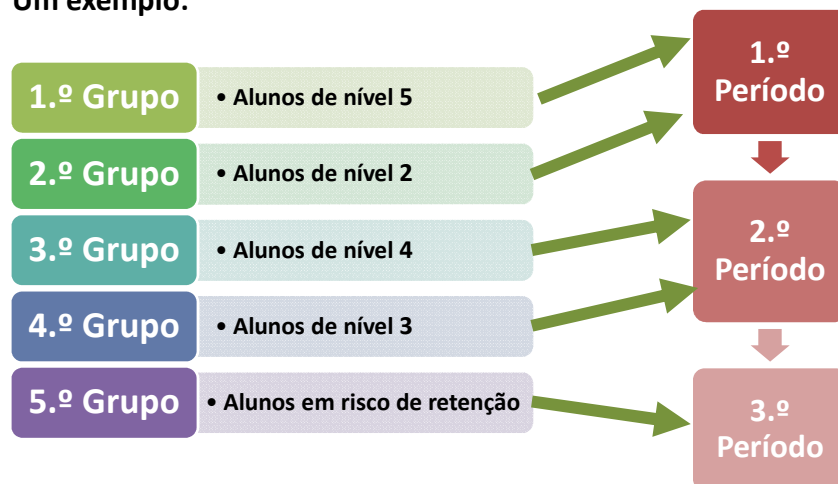 Um exemplo:
1.º Grupo • Alunos de nível 5
2.º Grupo • Alunos de nível 2
3.º Grupo • Alunos de nível 4
4.º Grupo • Alunos de nível 3
5.º Grupo • Alunos em risco de retenção
1.º
Período
2.º
Período
3.º
Período